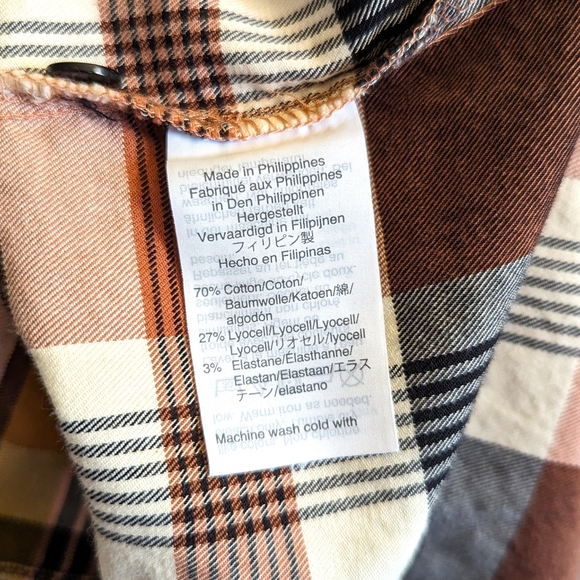 Made in Philippines
Fabriqué aux Philippines
in Den Philippinen
Hergestellt
Vervaardigd in Filipijnen
フィリピン製
Hecho en Filipinas
70% Cotton/Coton/
Baumwolle/Katoen/綿/
algodón
27% Lyocell/Lyocell/Lyocell/
Lyocell/リオセル/lyocell
3% Elastane/Élasthanne/
Elastan/Elastaan/エラス
テーン/elastano
Machine wash cold with